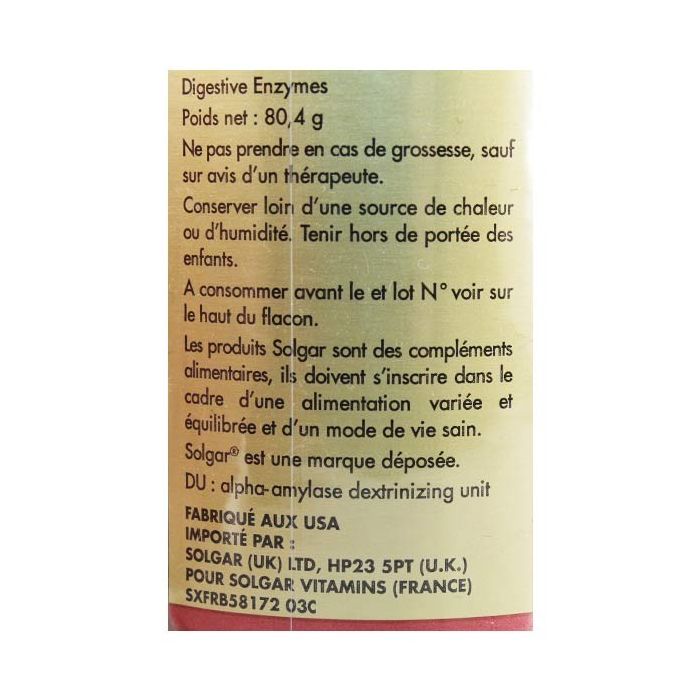 Digestive Enzymes
Poids net : 80,4 g
Ne pas prendre en cas de grossesse, sauf
sur avis d'un thérapeute.
Conserver loin d'une source de chaleur
ou d'humidité. Tenir hors de portée des
enfants.
A consommer avant le et lot N° voir sur
le haut du flacon.
Les produits Solgar sont des compléments
alimentaires, ils doivent s'inscrire dans le
cadre d'une alimentation variée et
équilibrée et d'un mode de vie sain.
Solgar® est une marque déposée.
DU : alpha-amylase dextrinizing unit
FABRIQUÉ AUX USA
IMPORTÉ PAR :
SOLGAR (UK) LTD, HP23 5PT (U.K.)
POUR SOLGAR VITAMINS (FRANCE)
SXFRB58172 03C